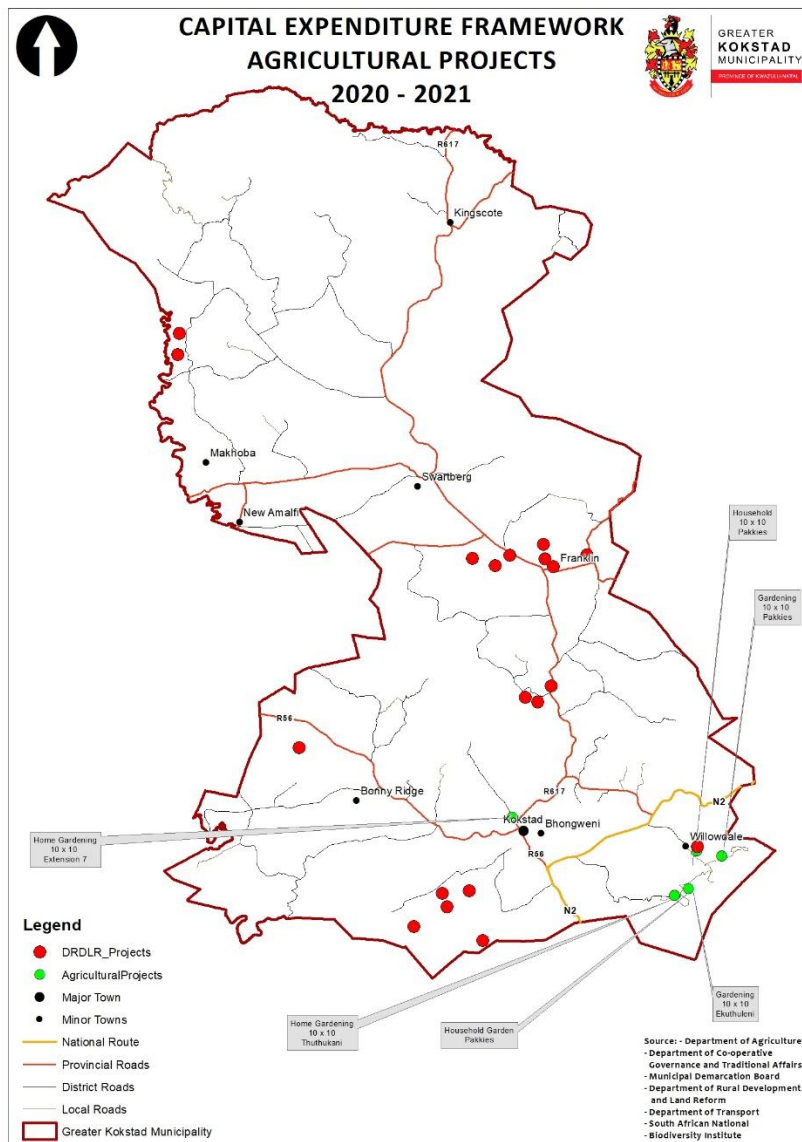 CAPITAL EXPENDITURE FRAMEWORK
AGRICULTURAL PROJECTS
2020 - 2021
GREATER
KOKSTAD
MUNICIPALITY
PROVINCE OF KWAZULU-NATAL
R617
Kingscote
Makhoba
Swartberg
New Amalfi
Household
10 x 10
Pakkies
Franklin
Gardening
10 x 10
Pakkies
R56
Bonny Ridge
R617
N2
Kokstad
Bhongweni
Willowdale
Home Gardening
10 x 10
Extension 7
R56
N2
Legend
DRDLR_Projects
AgriculturalProjects
Major Town
Minor Towns
National Route
Provincial Roads
District Roads
Local Roads
Greater Kokstad Municipality
Home Gardening
10 x 10
Thuthukani
Household Garden
Pakkies
Gardening
10 x 10
Ekuthuleni
Source: - Department of Agriculture
- Department of Co-operative
Governance and Traditional Affairs
- Municipal Demarcation Board
- Department of Rural Development
and Land Reform
- Department of Transport
- South African National
- Biodiversity Institute